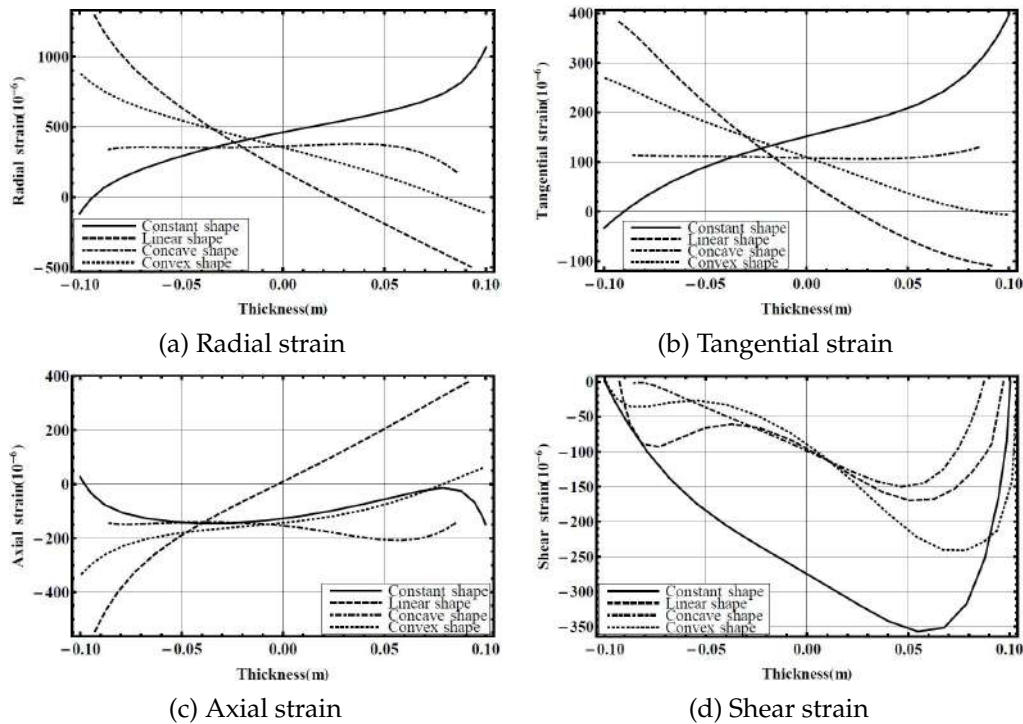 Radial strain(10⁻⁶)
1000
500
0
−500
Constant shape
Linear shape
Concave shape
Convex shape
−0.10 −0.05 0.00 0.05 0.10
Thickness(m)
(a) Radial strain
Tangential strain(10⁻⁶)
400
300
200
100
0
−100
Constant shape
Linear shape
Concave shape
Convex shape
−0.10 −0.05 0.00 0.05 0.10
Thickness(m)
(b) Tangential strain
Axial strain(10⁻⁶)
400
200
0
−200
−400
Constant shape
Linear shape
Concave shape
Convex shape
−0.10 −0.05 0.00 0.05 0.10
Thickness(m)
(c) Axial strain
Shear strain(10⁻⁶)
0
−50
−100
−150
−200
−250
−300
−350
Constant shape
Linear shape
Concave shape
Convex shape
−0.10 −0.05 0.00 0.05 0.10
Thickness(m)
(d) Shear strain